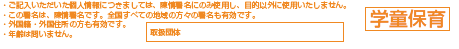 ・ご記入いただいた個人情報につきましては、陳情署名にのみ使用し、目的以外に使用いたしません。
・この署名は、陳情署名です。全国すべての地域の方々の署名も有効です。
・外国籍・外国住所の方も有効です。
・年齢は問いません。
取扱団体
学童保育